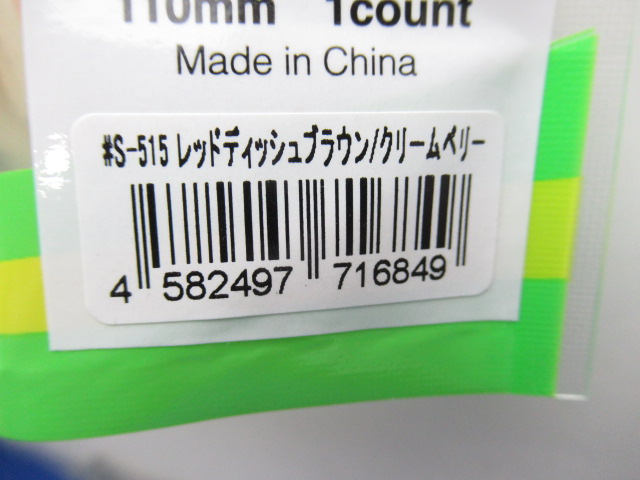 110mm 1count
Made in China
#S-515 レッドディッシュブラウン/クリームベリー
4 582497 716849